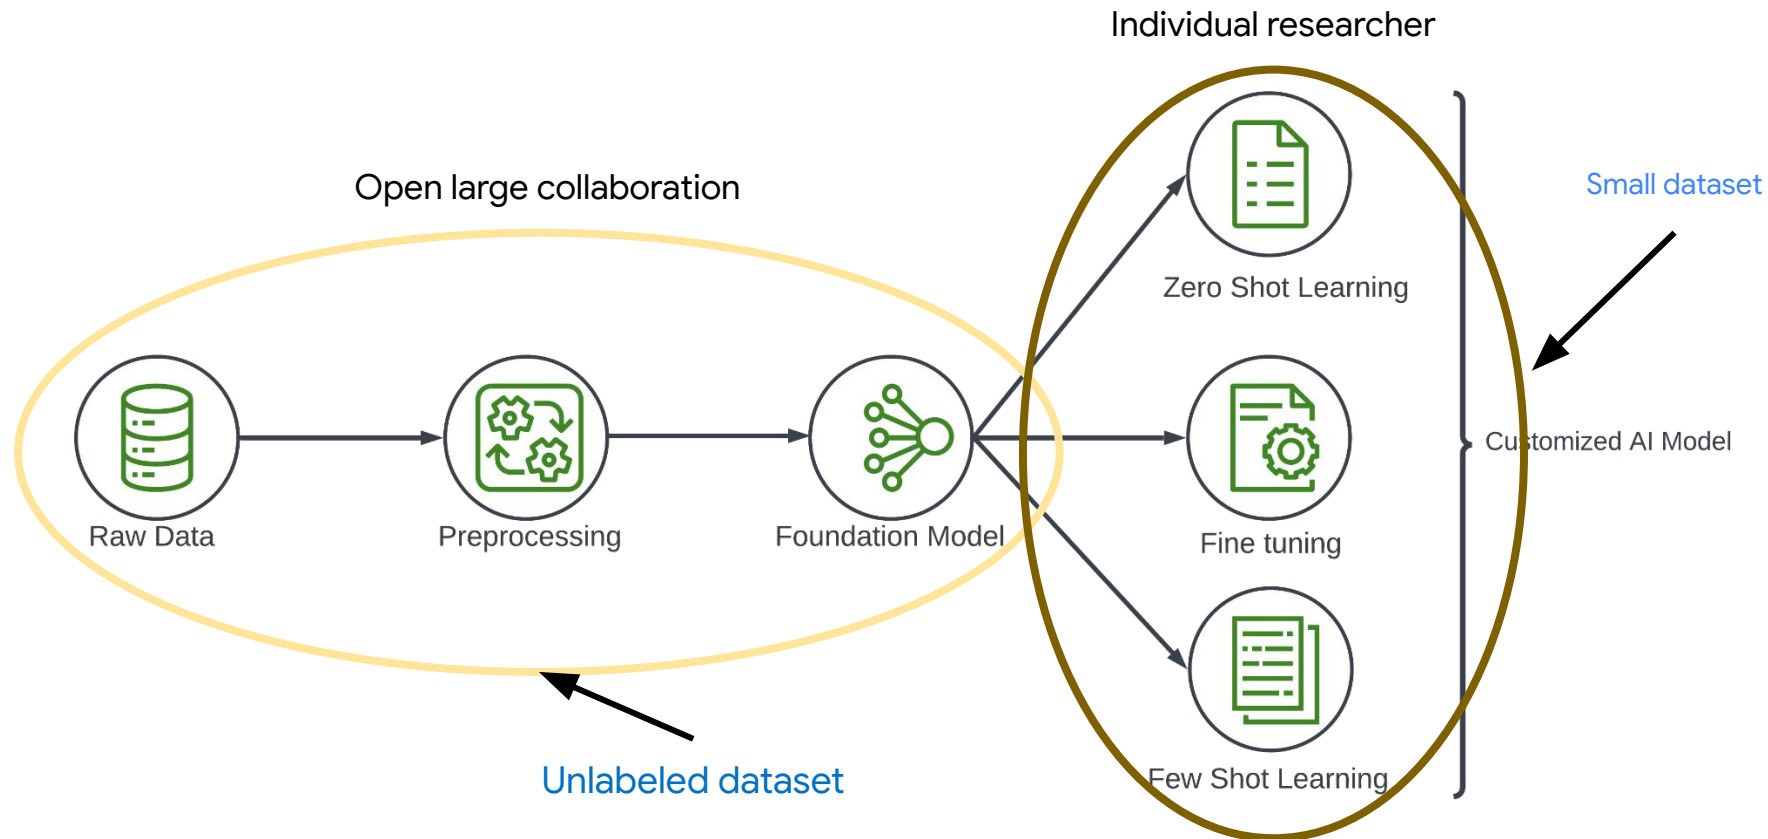 Individual researcher
Open large collaboration
Small dataset
Zero Shot Learning
Raw Data
Preprocessing
Foundation Model
Fine tuning
Customized AI Model
Unlabeled dataset
Few Shot Learning